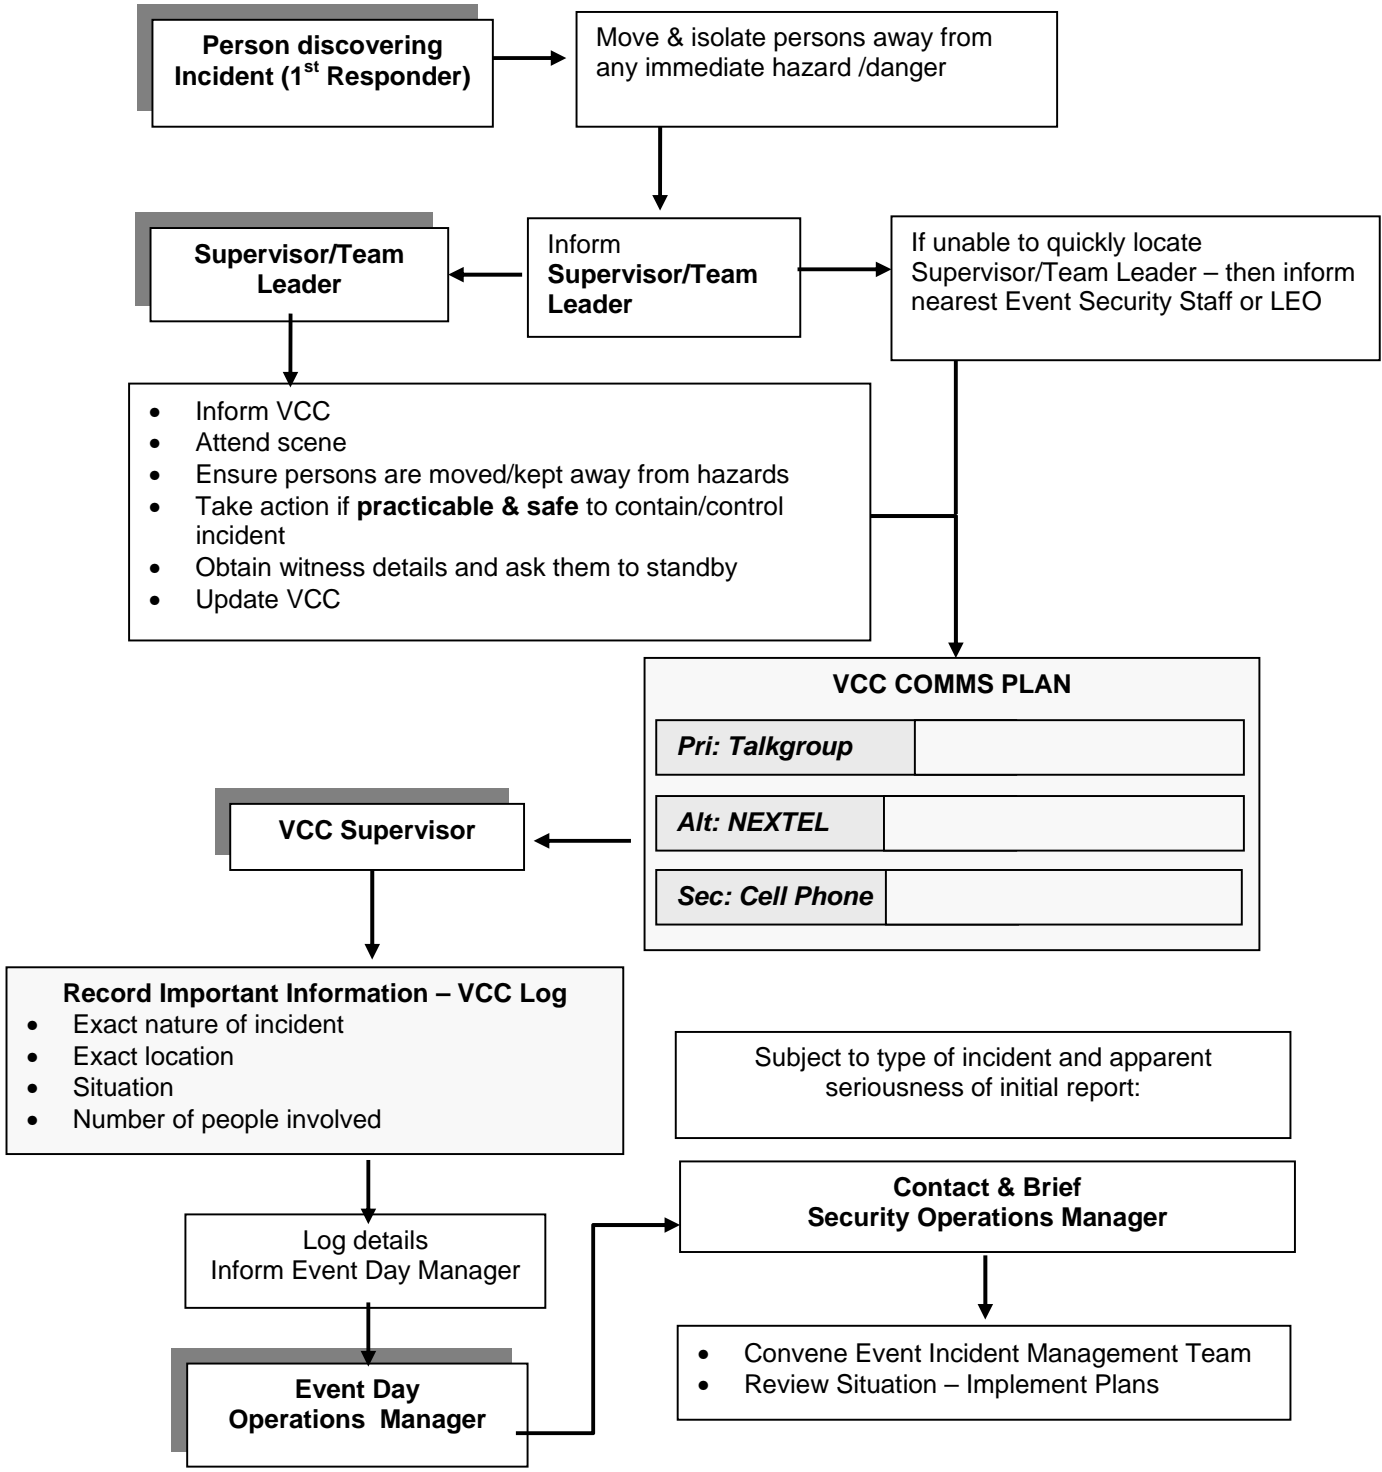 Person discovering
Incident (1st Responder)
Move & isolate persons away from
any immediate hazard /danger
Supervisor/Team
Leader
Inform
Supervisor/Team
Leader
If unable to quickly locate
Supervisor/Team Leader – then inform
nearest Event Security Staff or LEO
• Inform VCC
• Attend scene
• Ensure persons are moved/kept away from hazards
• Take action if practicable & safe to contain/control
incident
• Obtain witness details and ask them to standby
• Update VCC
VCC COMMS PLAN
Pri: Talkgroup
Alt: NEXTEL
Sec: Cell Phone
VCC Supervisor
Record Important Information – VCC Log
• Exact nature of incident
• Exact location
• Situation
• Number of people involved
Subject to type of incident and apparent
seriousness of initial report:
Log details
Inform Event Day Manager
Contact & Brief
Security Operations Manager
Event Day
Operations Manager
• Convene Event Incident Management Team
• Review Situation – Implement Plans